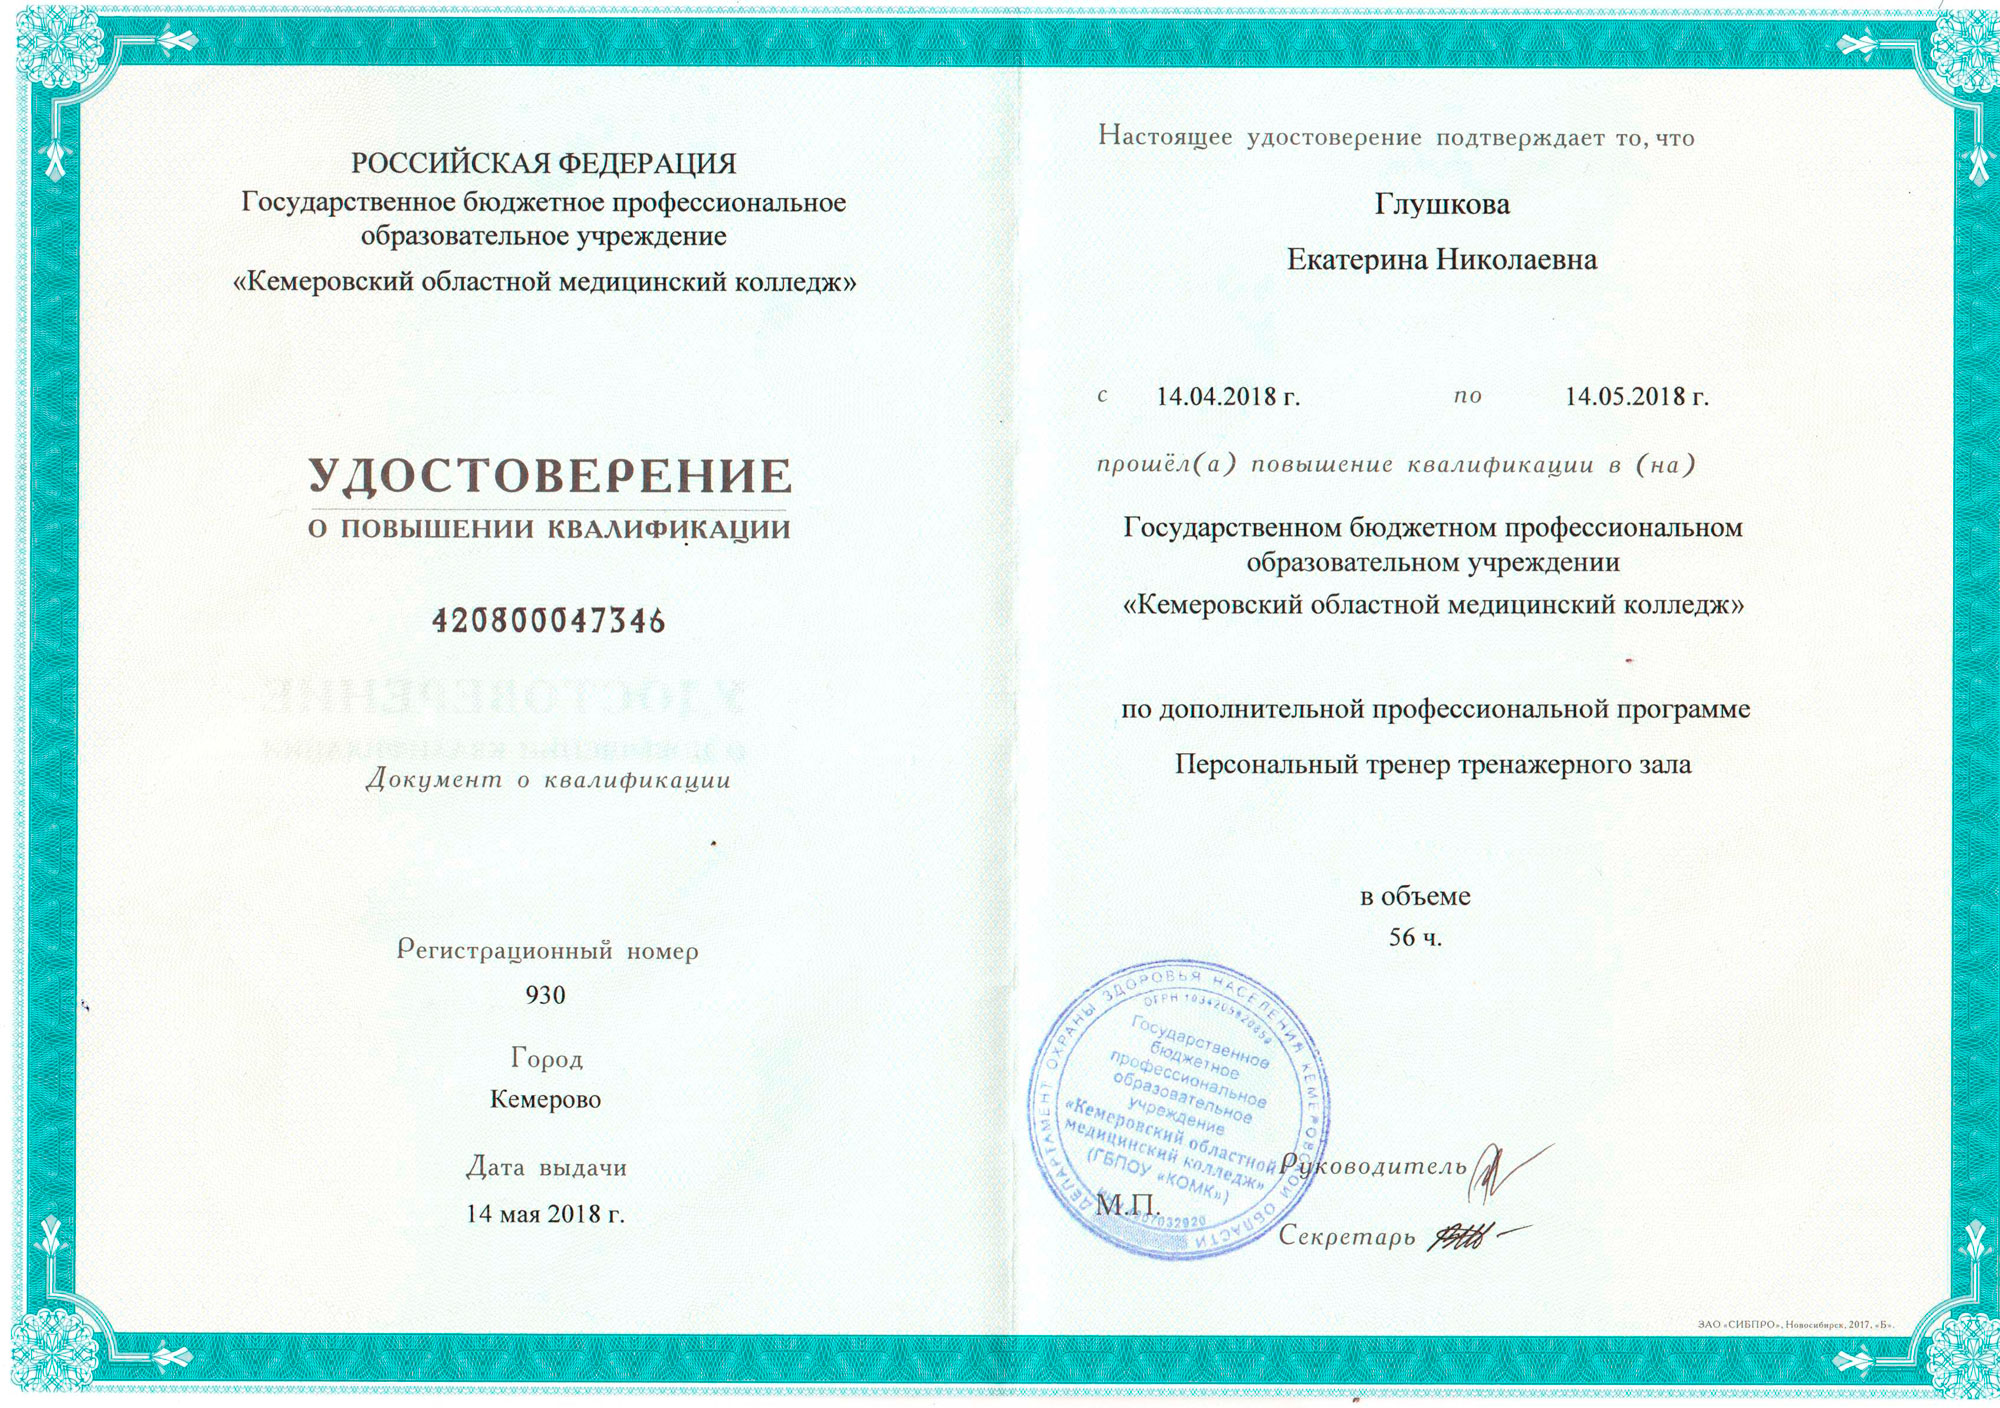 РОССИЙСКАЯ ФЕДЕРАЦИЯ
Государственное бюджетное профессиональное
образовательное учреждение
«Кемеровский областной медицинский колледж»
УДОСТОВЕРЕНИЕ
О ПОВЫШЕНИИ КВАЛИФИКАЦИИ
420800047346
Документ о квалификации
Регистрационный номер
930
Город
Кемерово
Дата выдачи
14 мая 2018 г.
Настоящее удостоверение подтверждает то, что
Глушкова
Екатерина Николаевна
с 14.04.2018 г. по 14.05.2018 г.
прошёл(а) повышение квалификации в (на)
Государственном бюджетном профессиональном
образовательном учреждении
«Кемеровский областной медицинский колледж»
по дополнительной профессиональной программе
Персональный тренер тренажерного зала
в объеме
56 ч.
ДЕПАРТАМЕНТ ОХРАНЫ ЗДОРОВЬЯ НАСЕЛЕНИЯ КЕМЕРОВСКОЙ ОБЛАСТИ
ОГРН
Государственное
бюджетное
профессиональное
образовательное
учреждение
«Кемеровский областной
медицинский колледж»
(ГБПОУ «КОМК»)
М.П.
Руководитель
Секретарь
ЗАО «СИБПРО», Новосибирск, 2017, «Б».